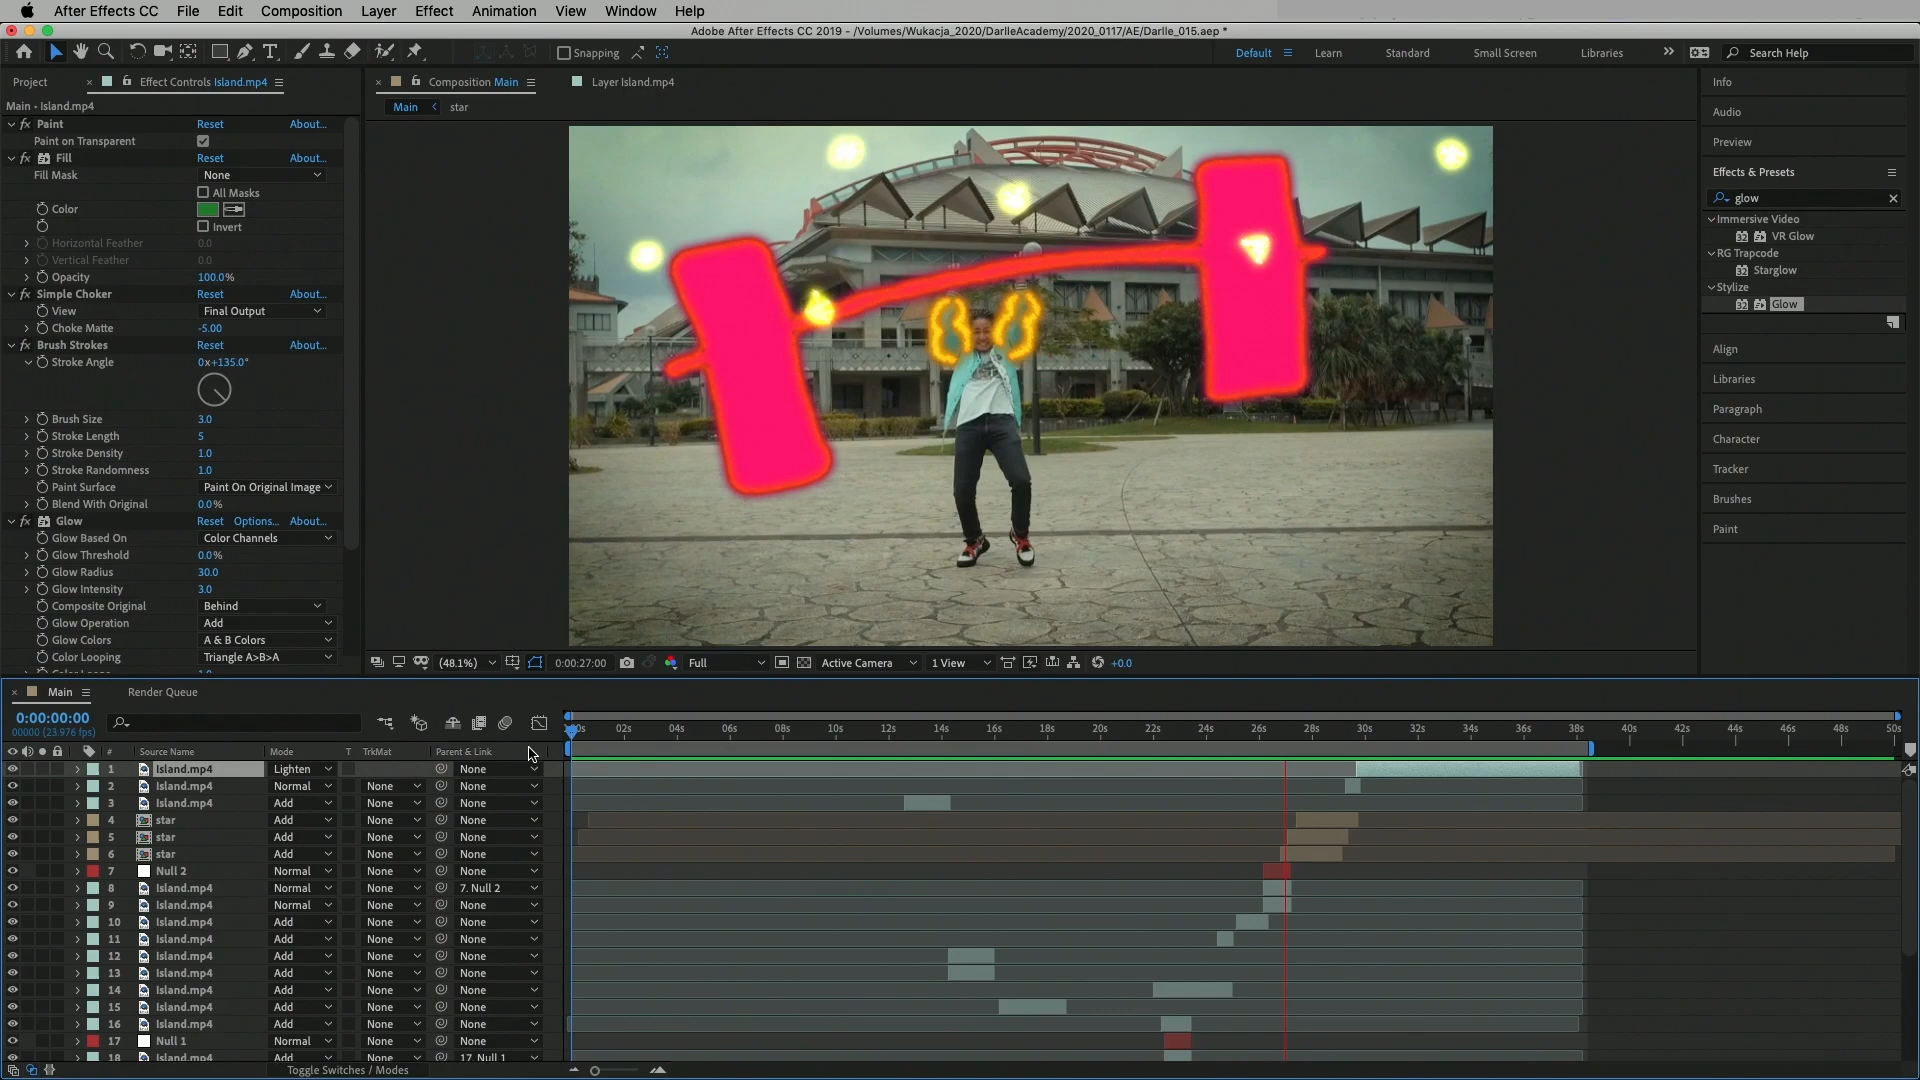 After Effects CC File Edit Composition Layer Effect Animation View Window Help
Adobe After Effects CC 2019 - /Volumes/Wukacja_2020/DarlleAcademy/2020_0117/AE/Darlle_015.aep *
Snapping Default Learn Standard Small Screen Libraries Search Help
Project Effect Controls Island.mp4
Main • Island.mp4
Paint Reset About...
Paint on Transparent
Fill Reset About...
Fill Mask None
All Masks
Color
Invert
Horizontal Feather 0.0
Vertical Feather 0.0
Opacity 100.0%
Simple Choker Reset About...
View Final Output
Choke Matte -5.00
Brush Strokes Reset About...
Stroke Angle 0x+135.0°
Brush Size 3.0
Stroke Length 5
Stroke Density 1.0
Stroke Randomness 1.0
Paint Surface Paint On Original Image
Blend With Original 0.0%
Glow Reset Options... About...
Glow Based On Color Channels
Glow Threshold 0.0%
Glow Radius 30.0
Glow Intensity 3.0
Composite Original Behind
Glow Operation Add
Glow Colors A & B Colors
Color Looping Triangle A>B>A
Composition Main Layer Island.mp4
Main star
(48.1%) 0:00:27:00 Full Active Camera 1 View +0.0
Info
Audio
Preview
Effects & Presets
glow
Immersive Video
32 VR Glow
RG Trapcode
32 Starglow
Stylize
32 Glow
Align
Libraries
Paragraph
Character
Tracker
Brushes
Paint
Main Render Queue
0:00:00:00
00000 (23.976 fps)
02s 04s 06s 08s 10s 12s 14s 16s 18s 20s 22s 24s 26s 28s 30s 32s 34s 36s 38s 40s 42s 44s 46s 48s 50s
# Source Name Mode T TrkMat Parent & Link
1 Island.mp4 Lighten None
2 Island.mp4 Normal None None
3 Island.mp4 Add None None
4 star Add None None
5 star Add None None
6 star Add None None
7 Null 2 Normal None None
8 Island.mp4 Normal None 7. Null 2
9 Island.mp4 Normal None None
10 Island.mp4 Add None None
11 Island.mp4 Add None None
12 Island.mp4 Add None None
13 Island.mp4 Add None None
14 Island.mp4 Add None None
15 Island.mp4 Add None None
16 Island.mp4 Add None None
17 Null 1 Normal None None
18 Island.mp4 Add None 17. Null 1
Toggle Switches / Modes